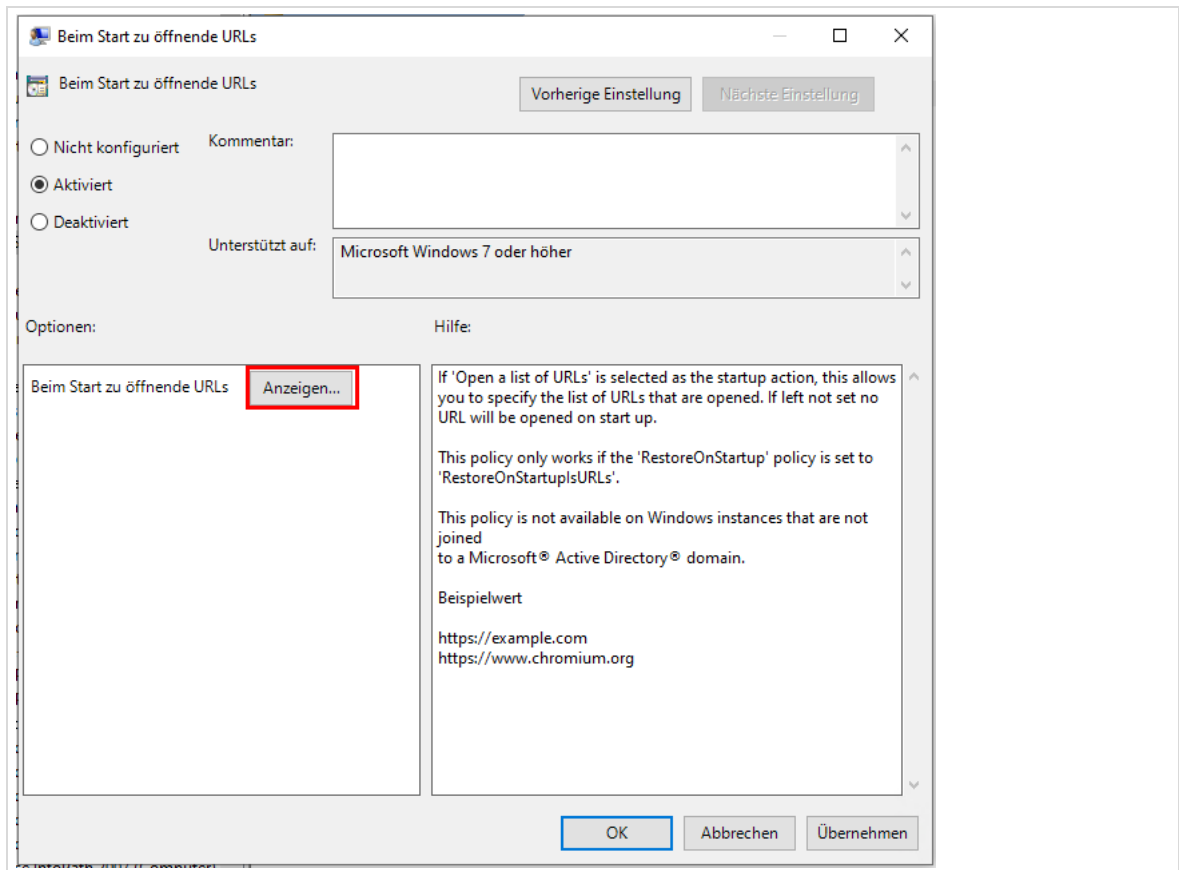 Beim Start zu öffnende URLs
Beim Start zu öffnende URLs
Vorherige Einstellung
Nächste Einstellung
Nicht konfiguriert
Kommentar:
Aktiviert
Deaktiviert
Unterstützt auf:
Microsoft Windows 7 oder höher
Optionen:
Hilfe:
Beim Start zu öffnende URLs
Anzeigen...
If 'Open a list of URLs' is selected as the startup action, this allows
you to specify the list of URLs that are opened. If left not set no
URL will be opened on start up.
This policy only works if the 'RestoreOnStartup' policy is set to
'RestoreOnStartupIsURLs'.
This policy is not available on Windows instances that are not
joined
to a Microsoft® Active Directory® domain.
Beispielwert
https://example.com
https://www.chromium.org
OK
Abbrechen
Übernehmen